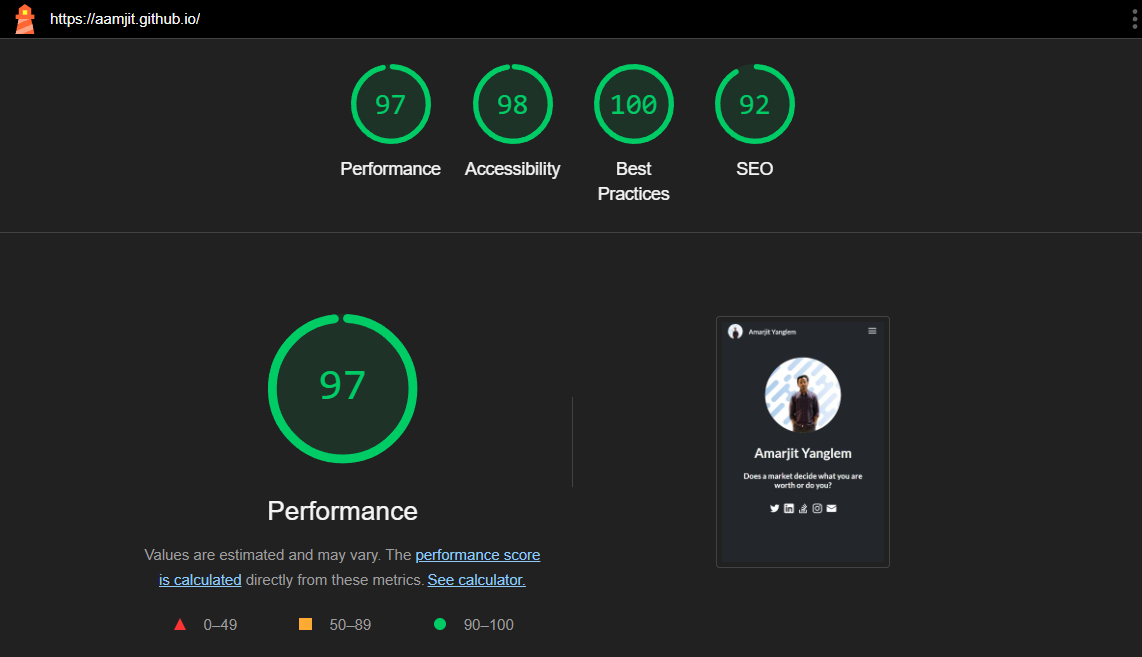 https://aamjit.github.io/
97
98
100
92
Performance
Accessibility
Best
Practices
SEO
97
Performance
Values are estimated and may vary. The performance score
is calculated directly from these metrics. See calculator.
0–49
50–89
90–100
Amarjit Yanglem
Amarjit Yanglem
Does a market decide what you are
worth or do you?